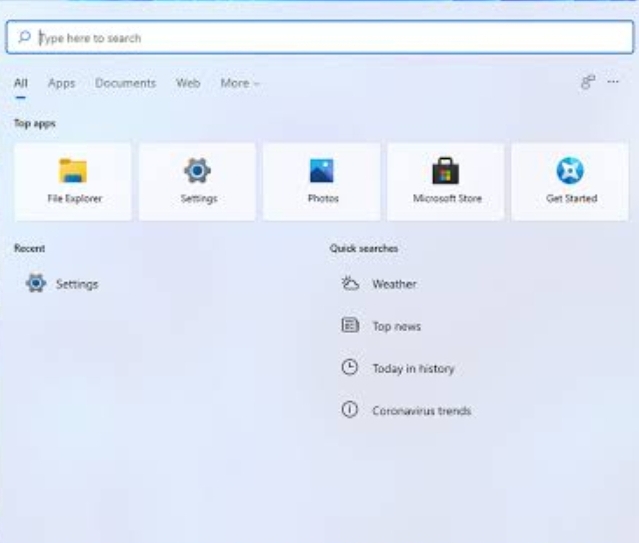 Type here to search
All Apps Documents Web More
Top apps
File Explorer Settings Photos Microsoft Store Get Started
Recent Quick searches
Settings Weather
Top news
Today in history
Coronavirus trends